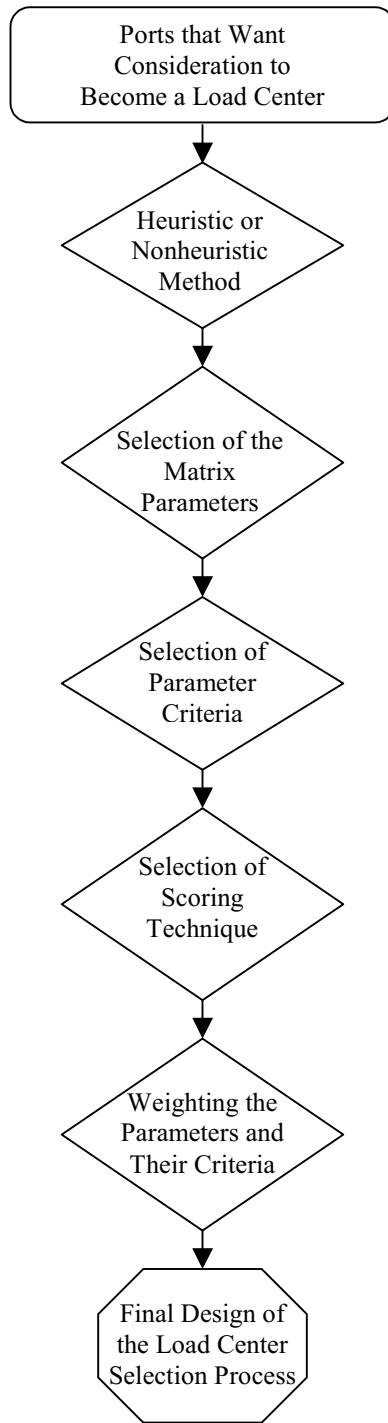 Ports that Want
Consideration to
Become a Load Center
Heuristic or
Nonheuristic
Method
Selection of the
Matrix
Parameters
Selection of
Parameter
Criteria
Selection of
Scoring
Technique
Weighting the
Parameters and
Their Criteria
Final Design of
the Load Center
Selection Process